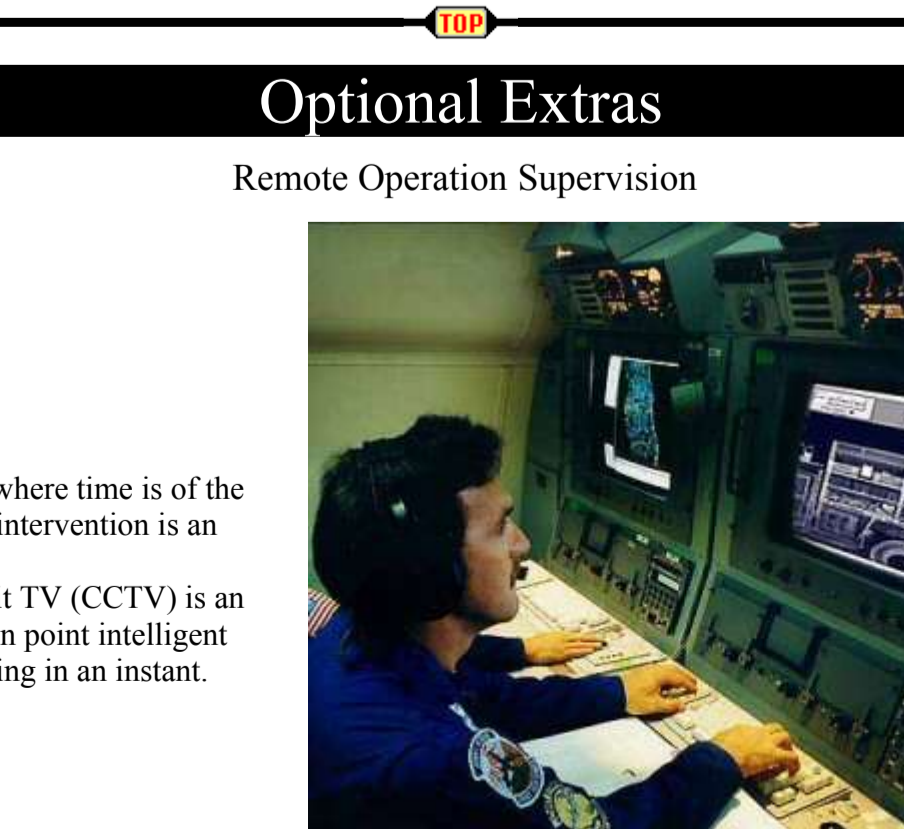 TOP
Optional Extras
Remote Operation Supervision
where time is of the
intervention is an
t TV (CCTV) is an
n point intelligent
ing in an instant.